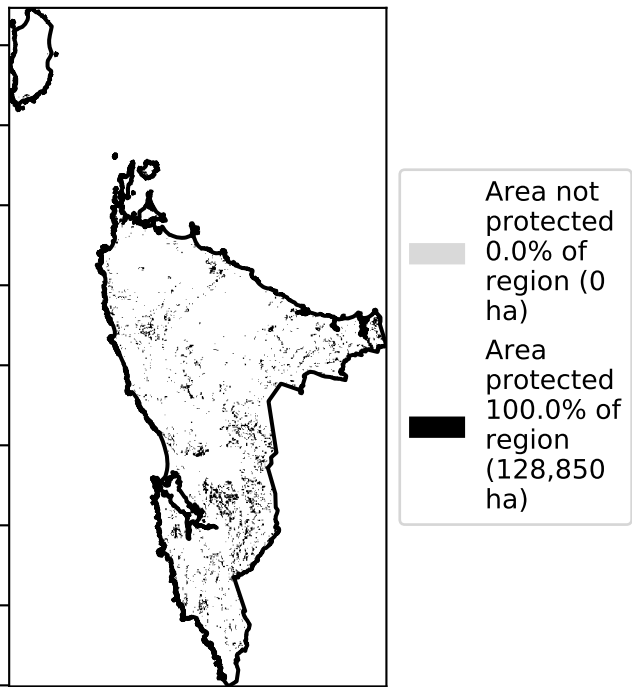 Area not
protected
0.0% of
region (0
ha)
Area
protected
100.0% of
region
(128,850
ha)